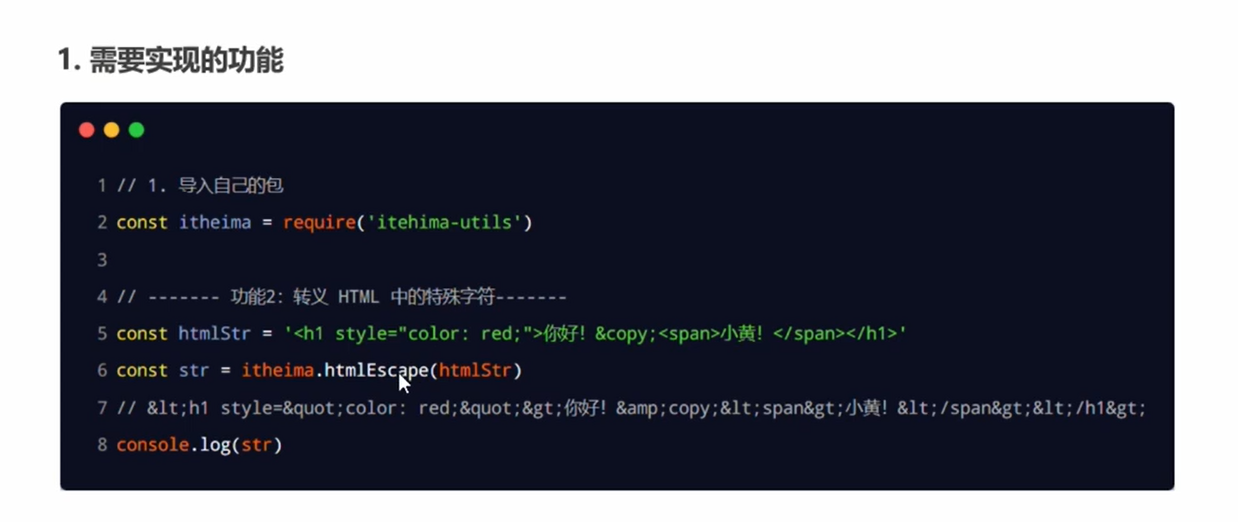 1. 需要实现的功能
1 // 1. 导入自己的包
2 const itheima = require('itehima-utils')
3
4 // ------- 功能2：转义 HTML 中的特殊字符-------
5 const htmlStr = '<h1 style="color: red;">你好！&copy;<span>小黄！</span></h1>'
6 const str = itheima.htmlEscape(htmlStr)
7 // &lt;h1 style=&quot;color: red;&quot;&gt;你好！&amp;copy;&lt;span&gt;小黄！&lt;/span&gt;&lt;/h1&gt;
8 console.log(str)